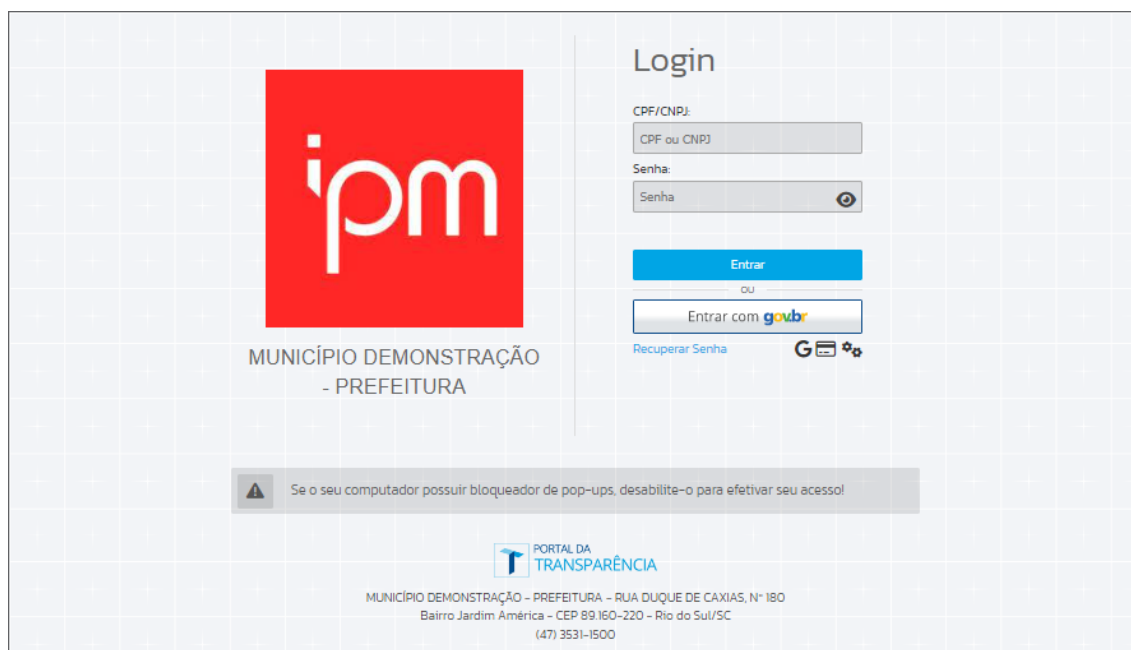 ipm
MUNICÍPIO DEMONSTRAÇÃO
- PREFEITURA
Login
CPF/CNPJ:
CPF ou CNPJ
Senha:
Senha
Entrar
ou
Entrar com gov.br
Recuperar Senha
G
Se o seu computador possuir bloqueador de pop-ups, desabilite-o para efetivar seu acesso!
PORTAL DA
TRANSPARÊNCIA
MUNICÍPIO DEMONSTRAÇÃO - PREFEITURA - RUA DUQUE DE CAXIAS, N° 180
Bairro Jardim América - CEP 89.160-220 - Rio do Sul/SC
(47) 3531-1500